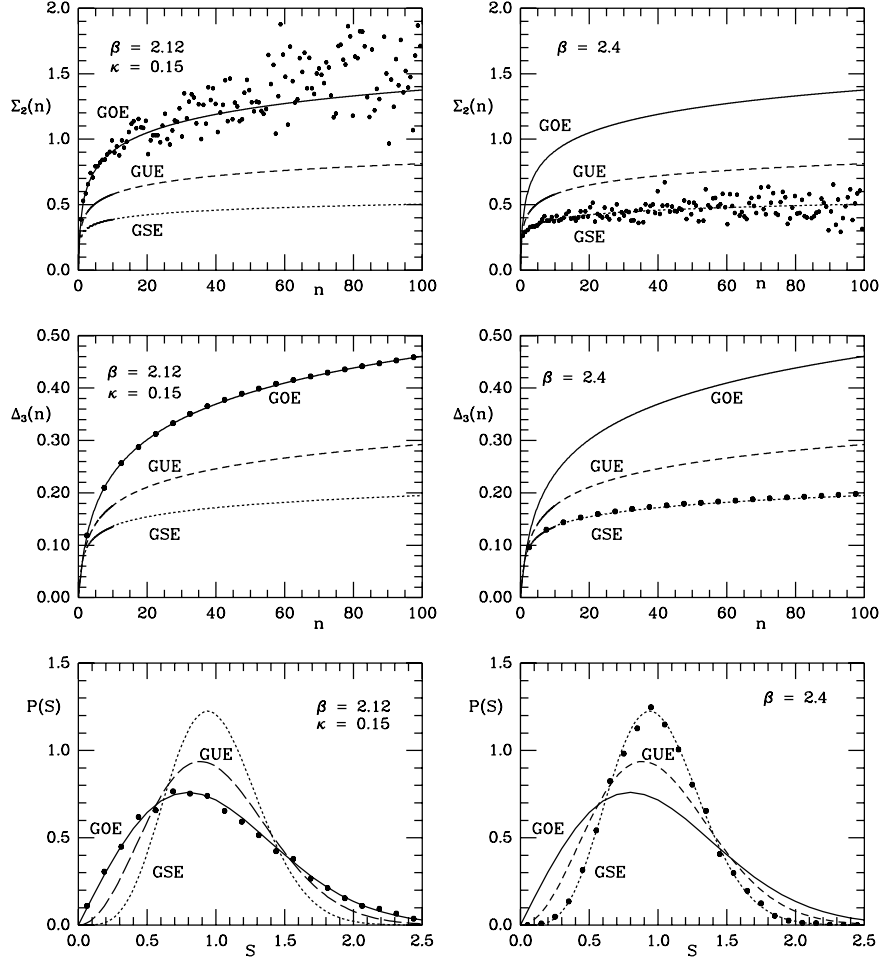 2.0
1.5
1.0
0.5
0.0
Σ₂(n)
β = 2.12
κ = 0.15
GOE
GUE
GSE
0 20 40 60 80 100
n
2.0
1.5
1.0
0.5
0.0
Σ₂(n)
β = 2.4
GOE
GUE
GSE
0 20 40 60 80 100
n
0.50
0.40
0.30
0.20
0.10
0.00
Δ₃(n)
β = 2.12
κ = 0.15
GOE
GUE
GSE
0 20 40 60 80 100
n
0.50
0.40
0.30
0.20
0.10
0.00
Δ₃(n)
β = 2.4
GOE
GUE
GSE
0 20 40 60 80 100
n
1.5
1.0
0.5
0.0
P(S)
β = 2.12
κ = 0.15
GUE
GOE
GSE
0.0 0.5 1.0 1.5 2.0 2.5
S
1.5
1.0
0.5
0.0
P(S)
β = 2.4
GUE
GOE
GSE
0.0 0.5 1.0 1.5 2.0 2.5
S